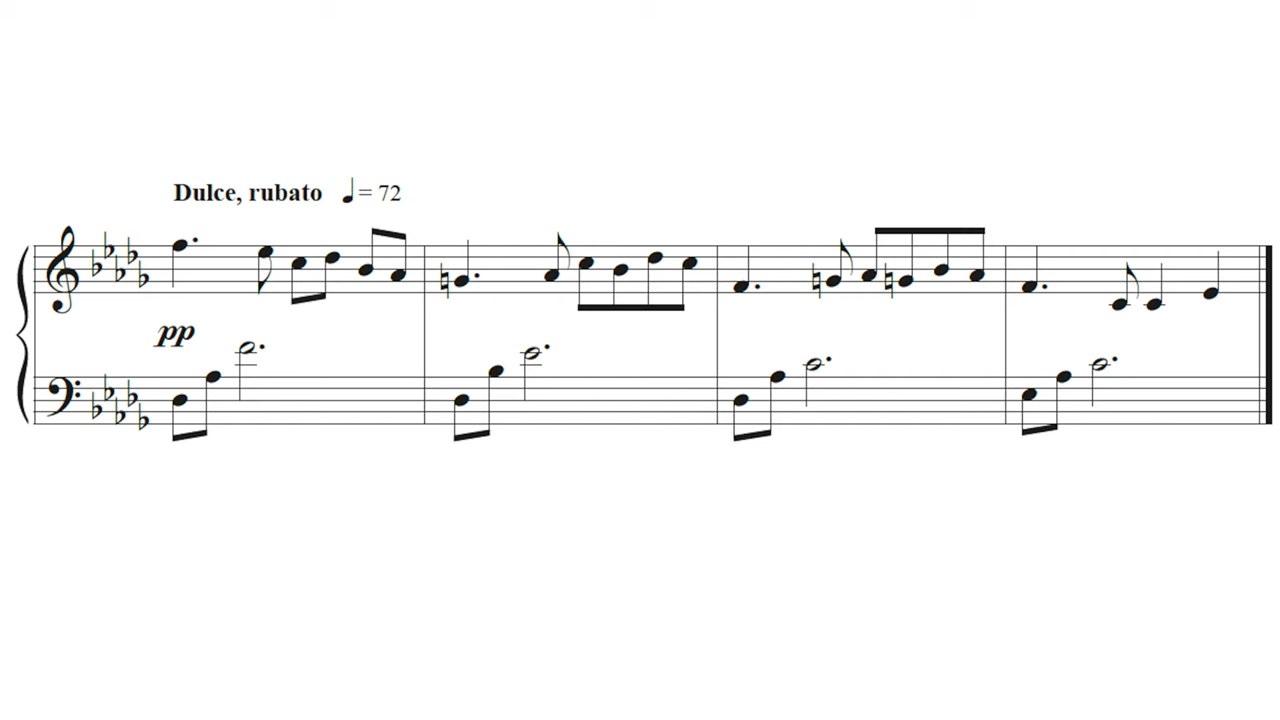 Dulce, rubato ♩= 72
pp